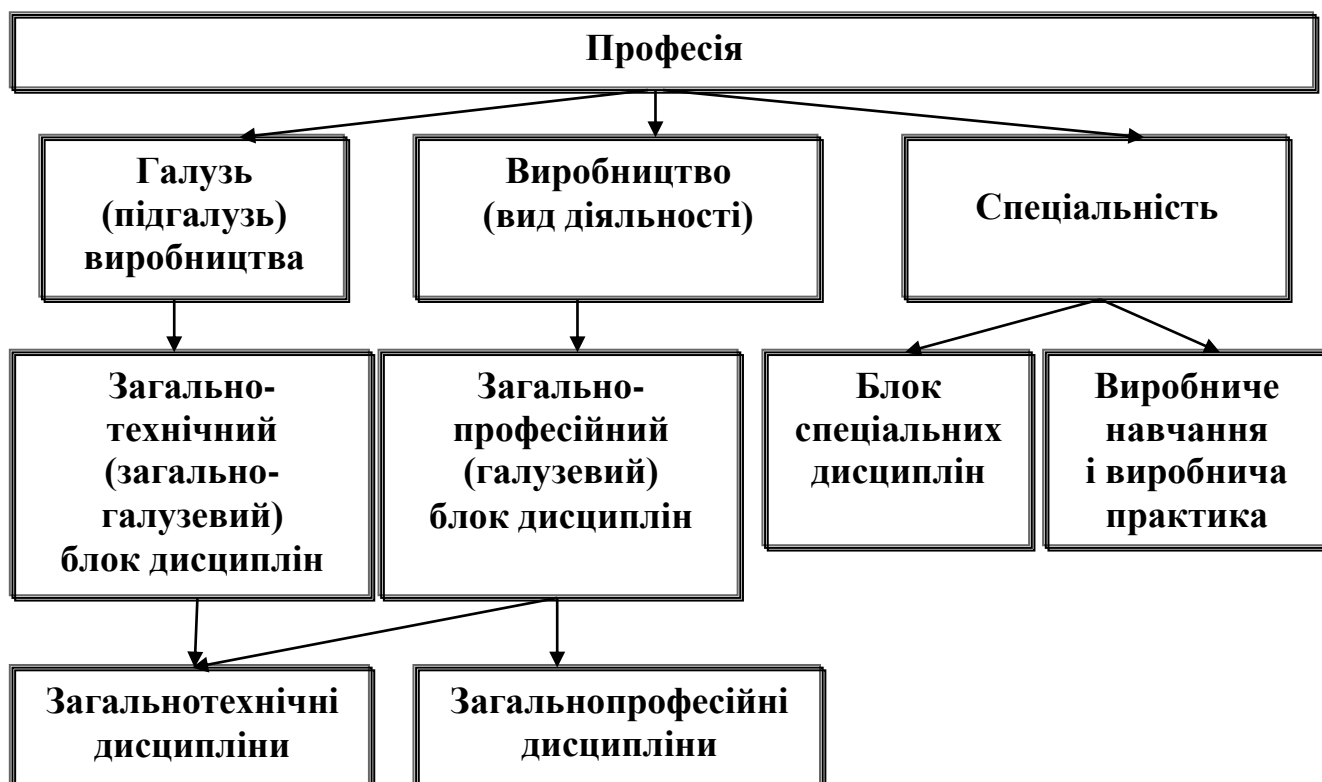 Професія
Галузь
(підгалузь)
виробництва
Виробництво
(вид діяльності)
Спеціальність
Загально-
технічний
(загально-
галузевий)
блок дисциплін
Загально-
професійний
(галузевий)
блок дисциплін
Блок
спеціальних
дисциплін
Виробниче
навчання
і виробнича
практика
Загальнотехнічні
дисципліни
Загальнопрофесійні
дисципліни